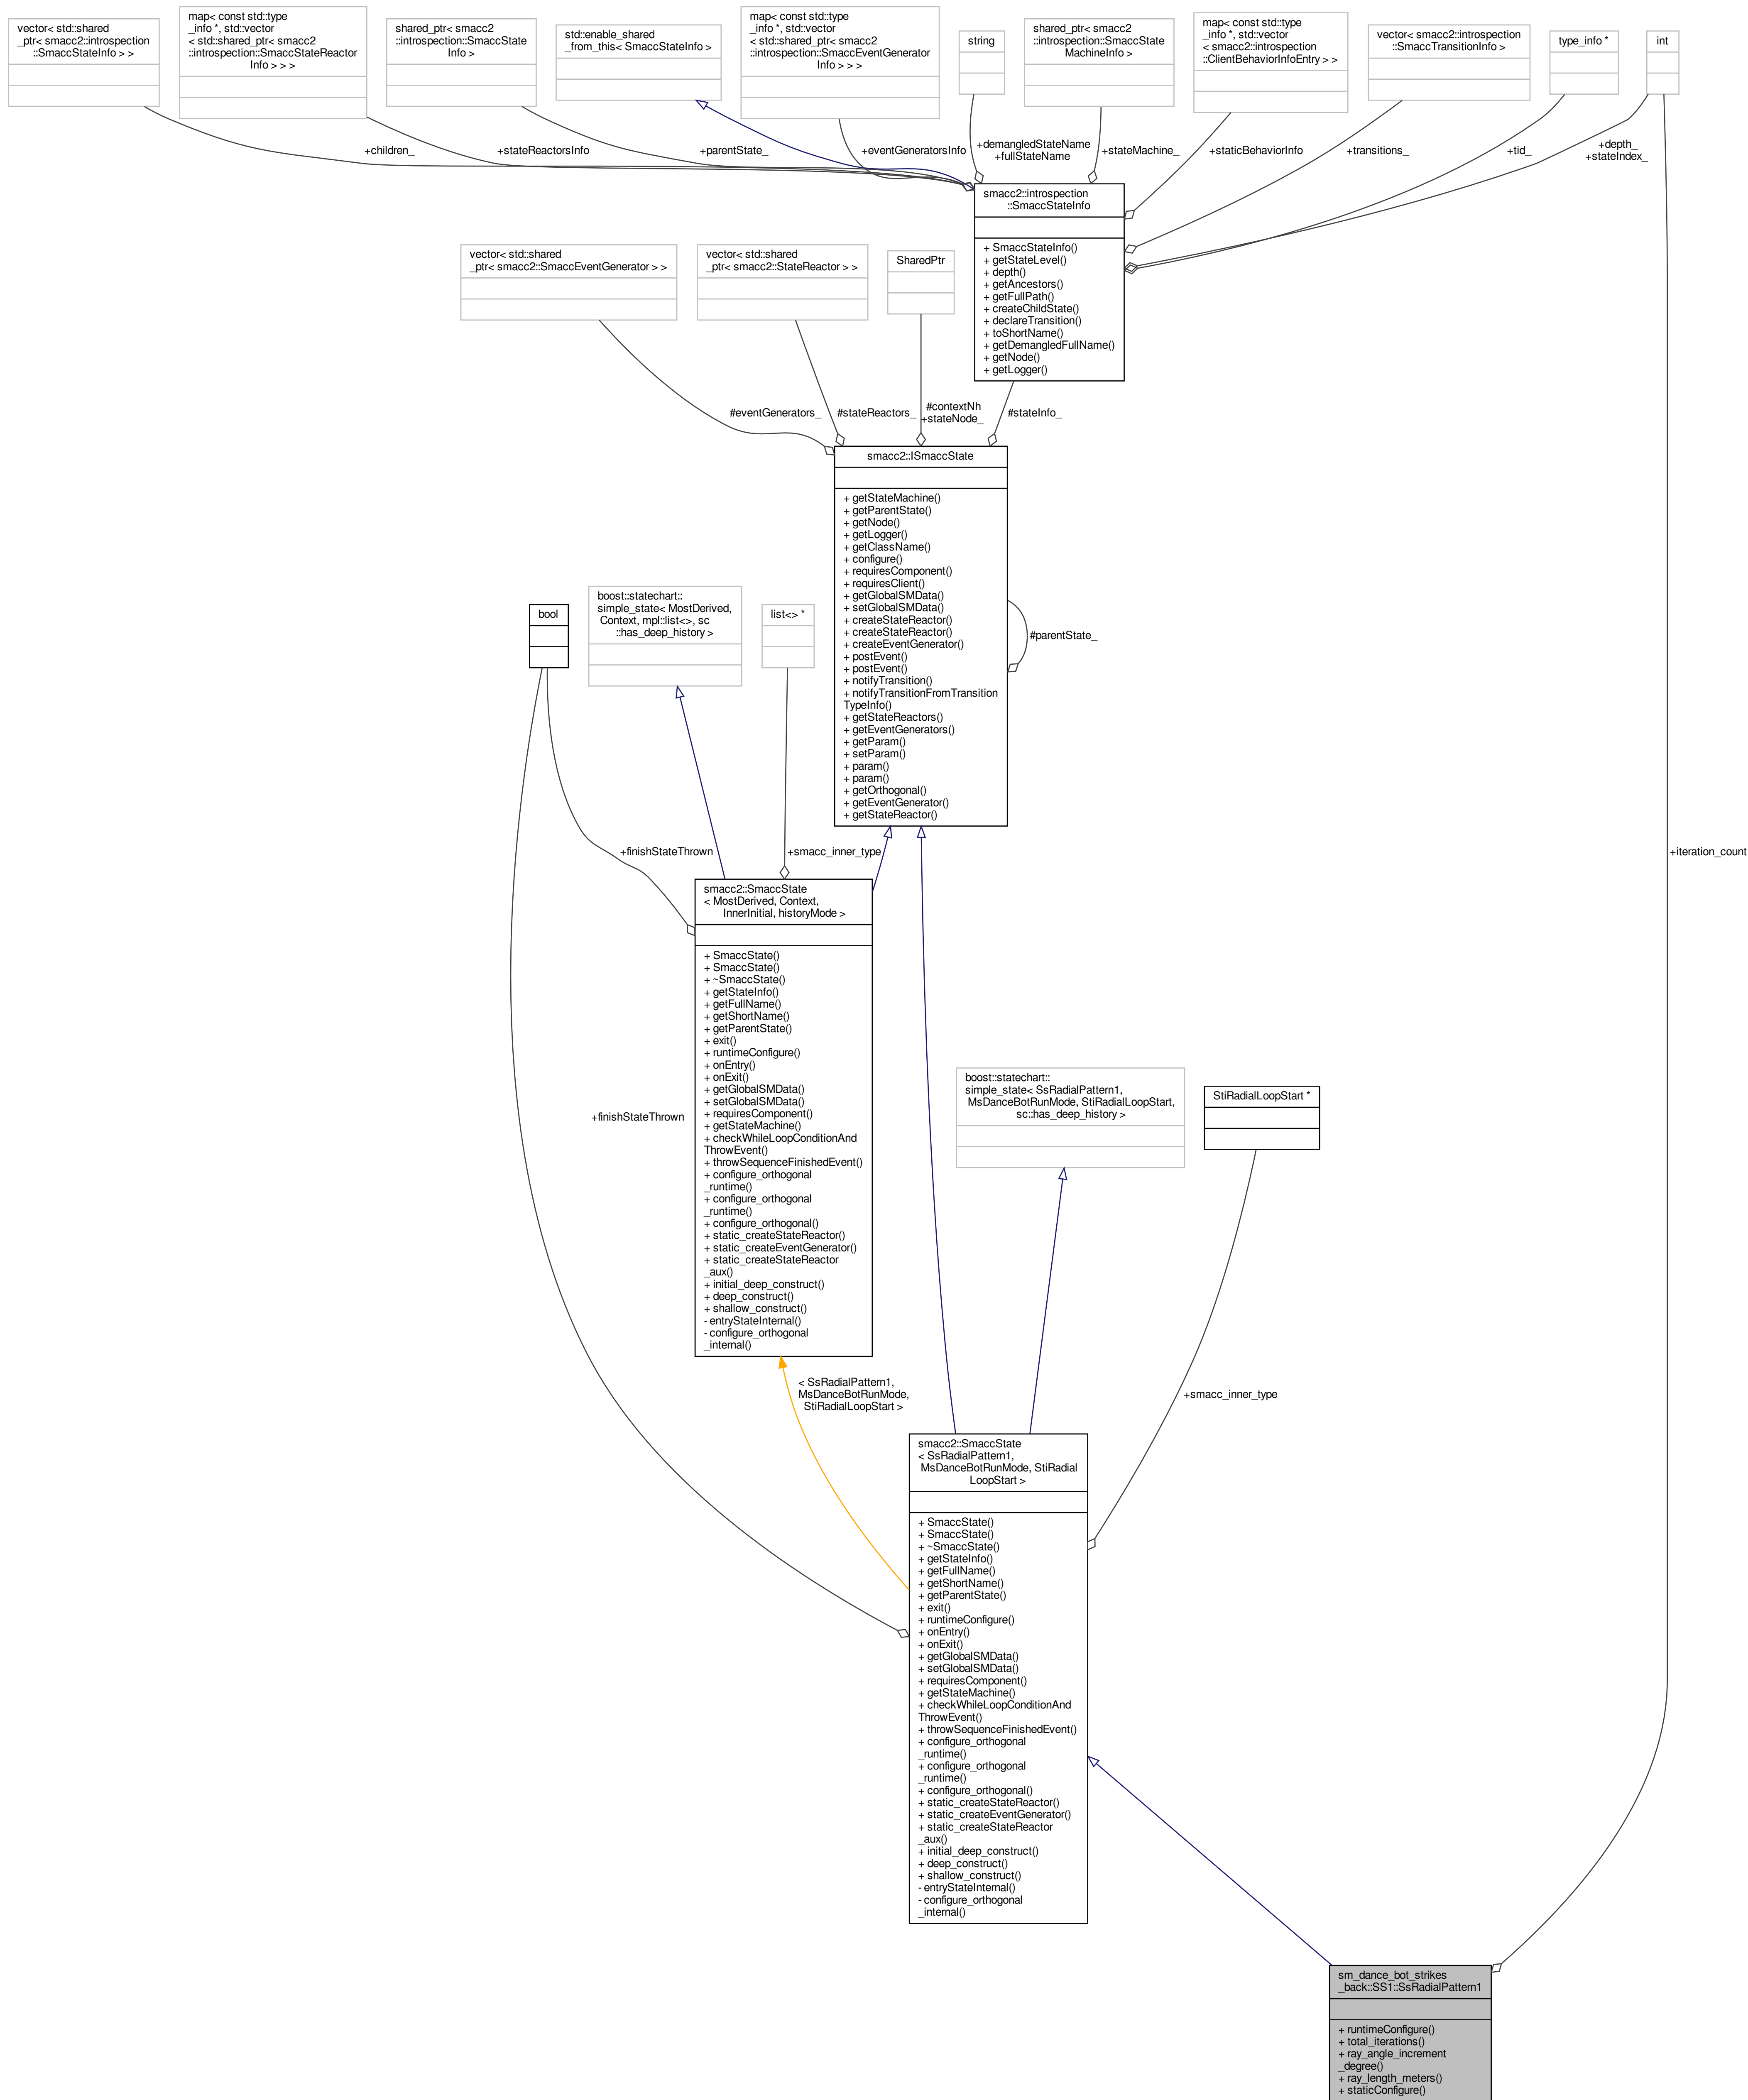 vector< std::shared
_ptr< smacc2::introspection
::SmaccStateInfo > >
map< const std::type
_info *, std::vector
< std::shared_ptr< smacc2
::introspection::SmaccStateReactor
Info > > >
shared_ptr< smacc2
::introspection::SmaccState
Info >
std::enable_shared
_from_this< SmaccStateInfo >
map< const std::type
_info *, std::vector
< std::shared_ptr< smacc2
::introspection::SmaccEventGenerator
Info > > >
string
shared_ptr< smacc2
::introspection::SmaccState
MachineInfo >
map< const std::type
_info *, std::vector
< smacc2::introspection
::ClientBehaviorInfoEntry > >
vector< smacc2::introspection
::SmaccTransitionInfo >
type_info *
int
+children_
+stateReactorsInfo
+parentState_
+eventGeneratorsInfo
+demangledStateName
+fullStateName
+stateMachine_
+staticBehaviorInfo
+transitions_
+tid_
+depth_
+stateIndex_
smacc2::introspection
::SmaccStateInfo
+ SmaccStateInfo()
+ getStateLevel()
+ depth()
+ getAncestors()
+ getFullPath()
+ createChildState()
+ declareTransition()
+ toShortName()
+ getDemangledFullName()
+ getNode()
+ getLogger()
vector< std::shared
_ptr< smacc2::SmaccEventGenerator > >
vector< std::shared
_ptr< smacc2::StateReactor > >
SharedPtr
#eventGenerators_
#stateReactors_
#contextNh
+stateNode_
#stateInfo_
smacc2::ISmaccState
+ getStateMachine()
+ getParentState()
+ getNode()
+ getLogger()
+ getClassName()
+ configure()
+ requiresComponent()
+ requiresClient()
+ getGlobalSMData()
+ setGlobalSMData()
+ createStateReactor()
+ createStateReactor()
+ createEventGenerator()
+ postEvent()
+ postEvent()
+ notifyTransition()
+ notifyTransitionFromTransition
TypeInfo()
+ getStateReactors()
+ getEventGenerators()
+ getParam()
+ setParam()
+ param()
+ param()
+ getOrthogonal()
+ getEventGenerator()
+ getStateReactor()
#parentState_
bool
boost::statechart::
simple_state< MostDerived,
Context, mpl::list<>, sc
::has_deep_history >
list<> *
+finishStateThrown
+smacc_inner_type
+iteration_count
smacc2::SmaccState
< MostDerived, Context,
InnerInitial, historyMode >
+ SmaccState()
+ SmaccState()
+ ~SmaccState()
+ getStateInfo()
+ getFullName()
+ getShortName()
+ getParentState()
+ exit()
+ runtimeConfigure()
+ onEntry()
+ onExit()
+ getGlobalSMData()
+ setGlobalSMData()
+ requiresComponent()
+ getStateMachine()
+ checkWhileLoopConditionAnd
ThrowEvent()
+ throwSequenceFinishedEvent()
+ configure_orthogonal
_runtime()
+ configure_orthogonal
_runtime()
+ configure_orthogonal()
+ static_createStateReactor()
+ static_createEventGenerator()
+ static_createStateReactor
_aux()
+ initial_deep_construct()
+ deep_construct()
+ shallow_construct()
- entryStateInternal()
- configure_orthogonal
_internal()
+finishStateThrown
boost::statechart::
simple_state< SsRadialPattern1,
MsDanceBotRunMode, StiRadialLoopStart,
sc::has_deep_history >
StiRadialLoopStart *
< SsRadialPattern1,
MsDanceBotRunMode,
StiRadialLoopStart >
+smacc_inner_type
smacc2::SmaccState
< SsRadialPattern1,
MsDanceBotRunMode, StiRadial
LoopStart >
+ SmaccState()
+ SmaccState()
+ ~SmaccState()
+ getStateInfo()
+ getFullName()
+ getShortName()
+ getParentState()
+ exit()
+ runtimeConfigure()
+ onEntry()
+ onExit()
+ getGlobalSMData()
+ setGlobalSMData()
+ requiresComponent()
+ getStateMachine()
+ checkWhileLoopConditionAnd
ThrowEvent()
+ throwSequenceFinishedEvent()
+ configure_orthogonal
_runtime()
+ configure_orthogonal
_runtime()
+ configure_orthogonal()
+ static_createStateReactor()
+ static_createEventGenerator()
+ static_createStateReactor
_aux()
+ initial_deep_construct()
+ deep_construct()
+ shallow_construct()
- entryStateInternal()
- configure_orthogonal
_internal()
sm_dance_bot_strikes
_back::SS1::SsRadialPattern1
+ runtimeConfigure()
+ total_iterations()
+ ray_angle_increment
_degree()
+ ray_length_meters()
+ staticConfigure()